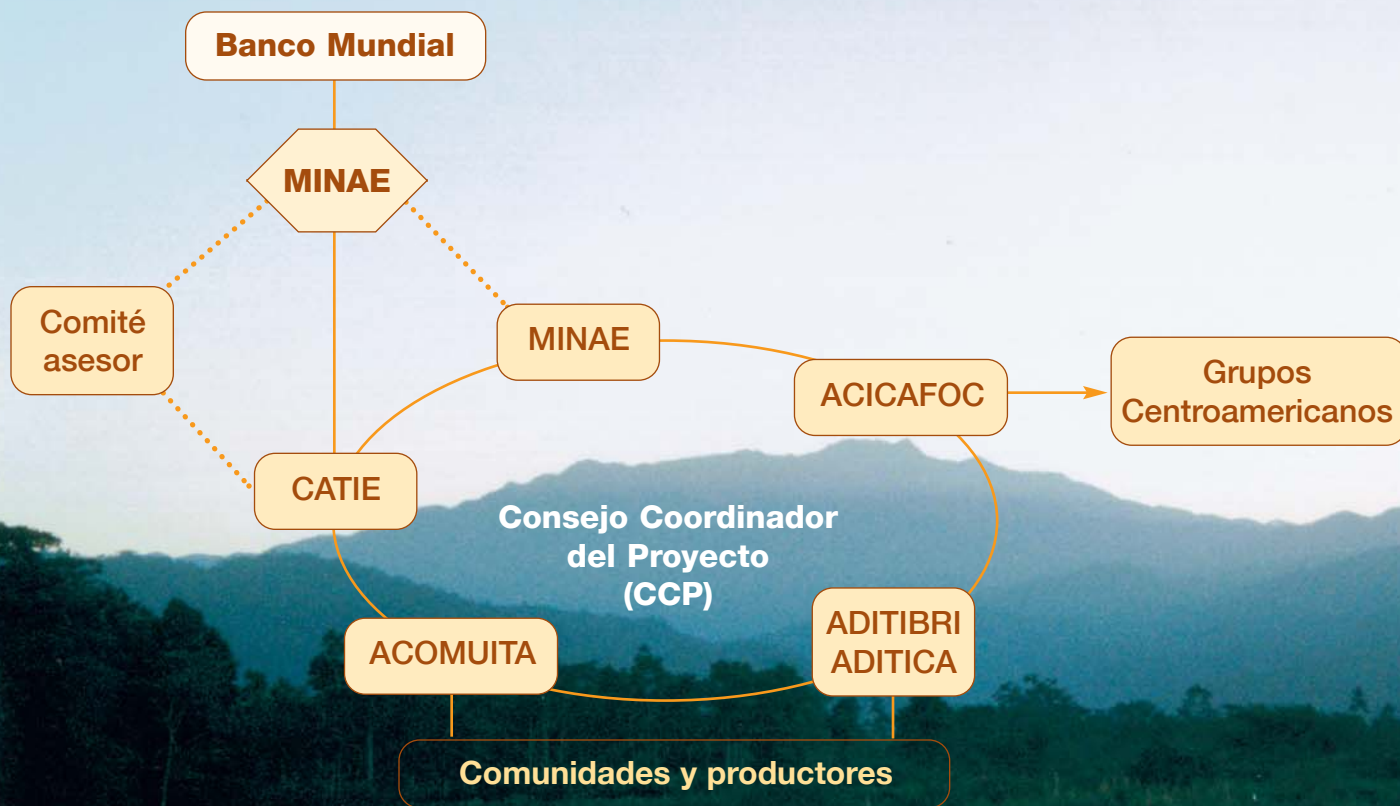 Banco Mundial
MINAE
Comité
asesor
MINAE
ACICAFOC
Grupos
Centroamericanos
CATIE
Consejo Coordinador
del Proyecto
(CCP)
ACOMUITA
ADITIBRI
ADITICA
Comunidades y productores